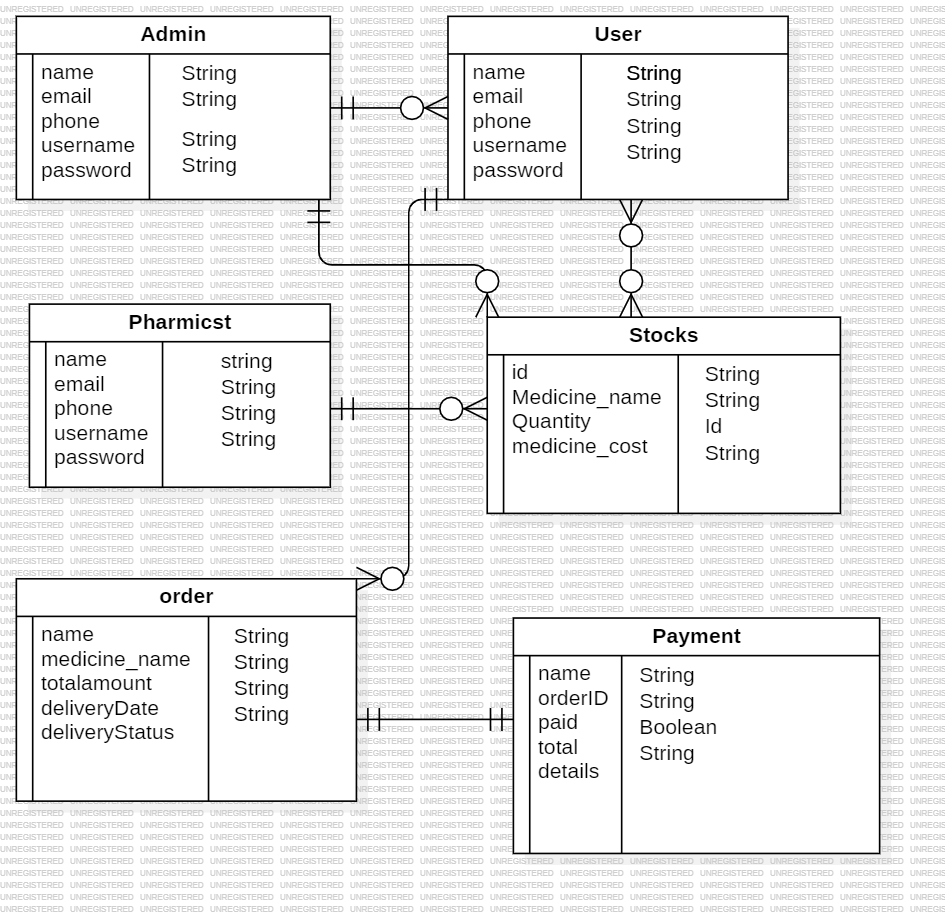 Admin
name String
email String
phone
username String
password String
User
name String
email String
phone String
username String
password
Pharmicst
name string
email String
phone String
username String
password
Stocks
id String
Medicine_name String
Quantity Id
medicine_cost String
order
name String
medicine_name String
totalamount String
deliveryDate String
deliveryStatus
Payment
name String
orderID String
paid Boolean
total String
details
UNREGISTERED